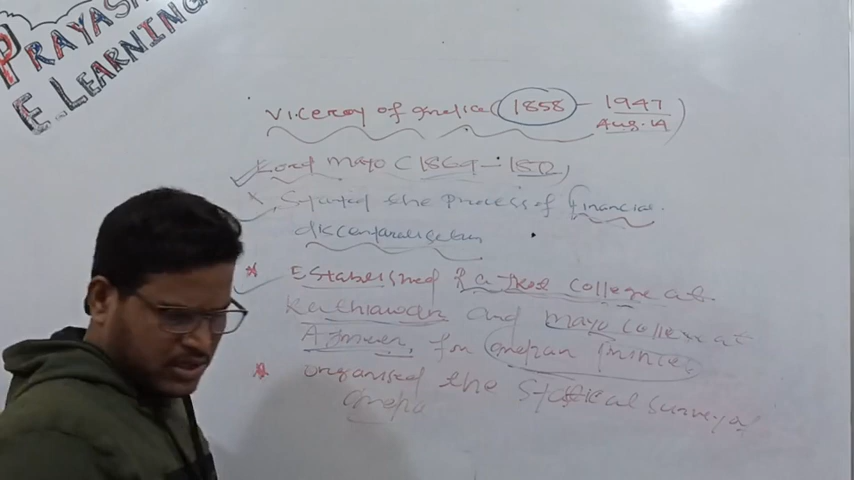 PRAYASH
E. LEARNING
Viceroy of India (1858 - 1947
Aug. 14)
Lord Mayo (1869 - 1872)
Started the Process of financial
decentralisation
Established Rajkot college at
Kathiawar and Mayo College at
Ajmer, for Indian princes
organised the Statical survey of
India